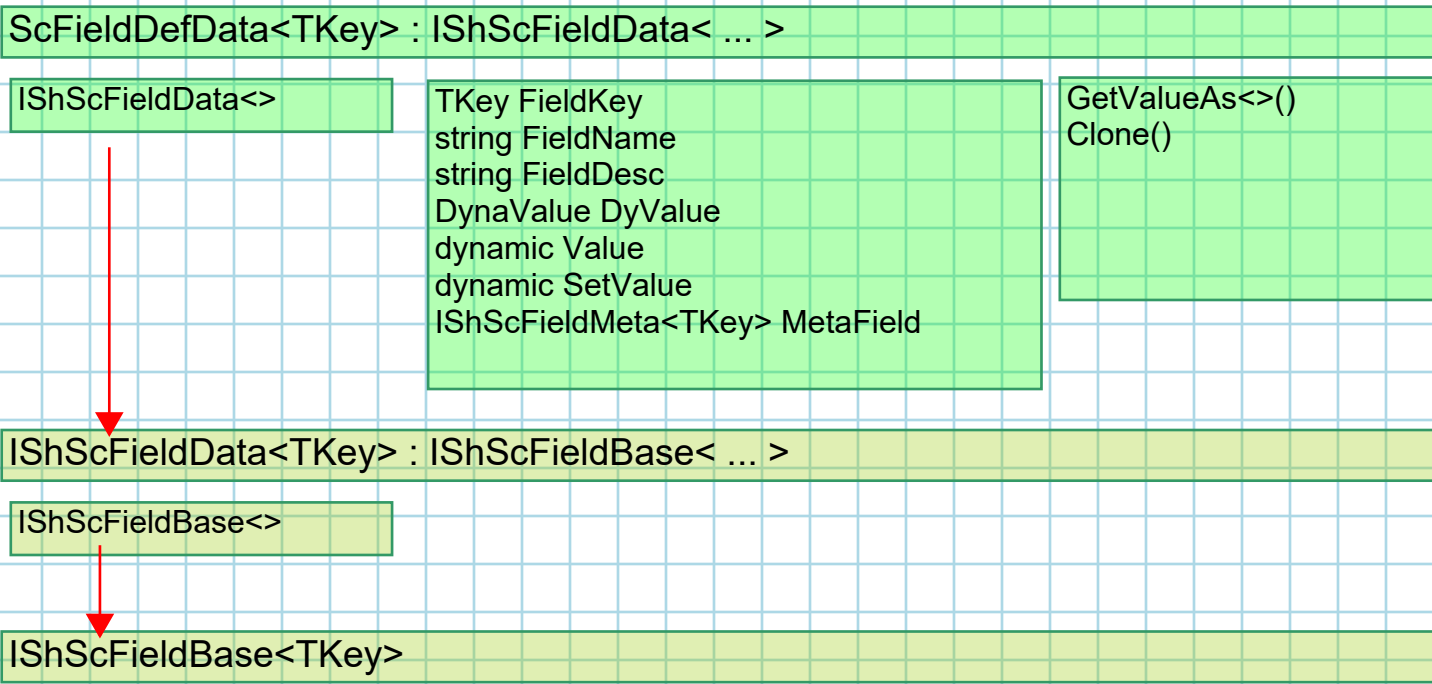 ScFieldDefData<TKey> : IShScFieldData< ... >
IShScFieldData<>
TKey FieldKey
string FieldName
string FieldDesc
DynaValue DyValue
dynamic Value
dynamic SetValue
IShScFieldMeta<TKey> MetaField
GetValueAs<>()
Clone()
IShScFieldData<TKey> : IShScFieldBase< ... >
IShScFieldBase<>
IShScFieldBase<TKey>